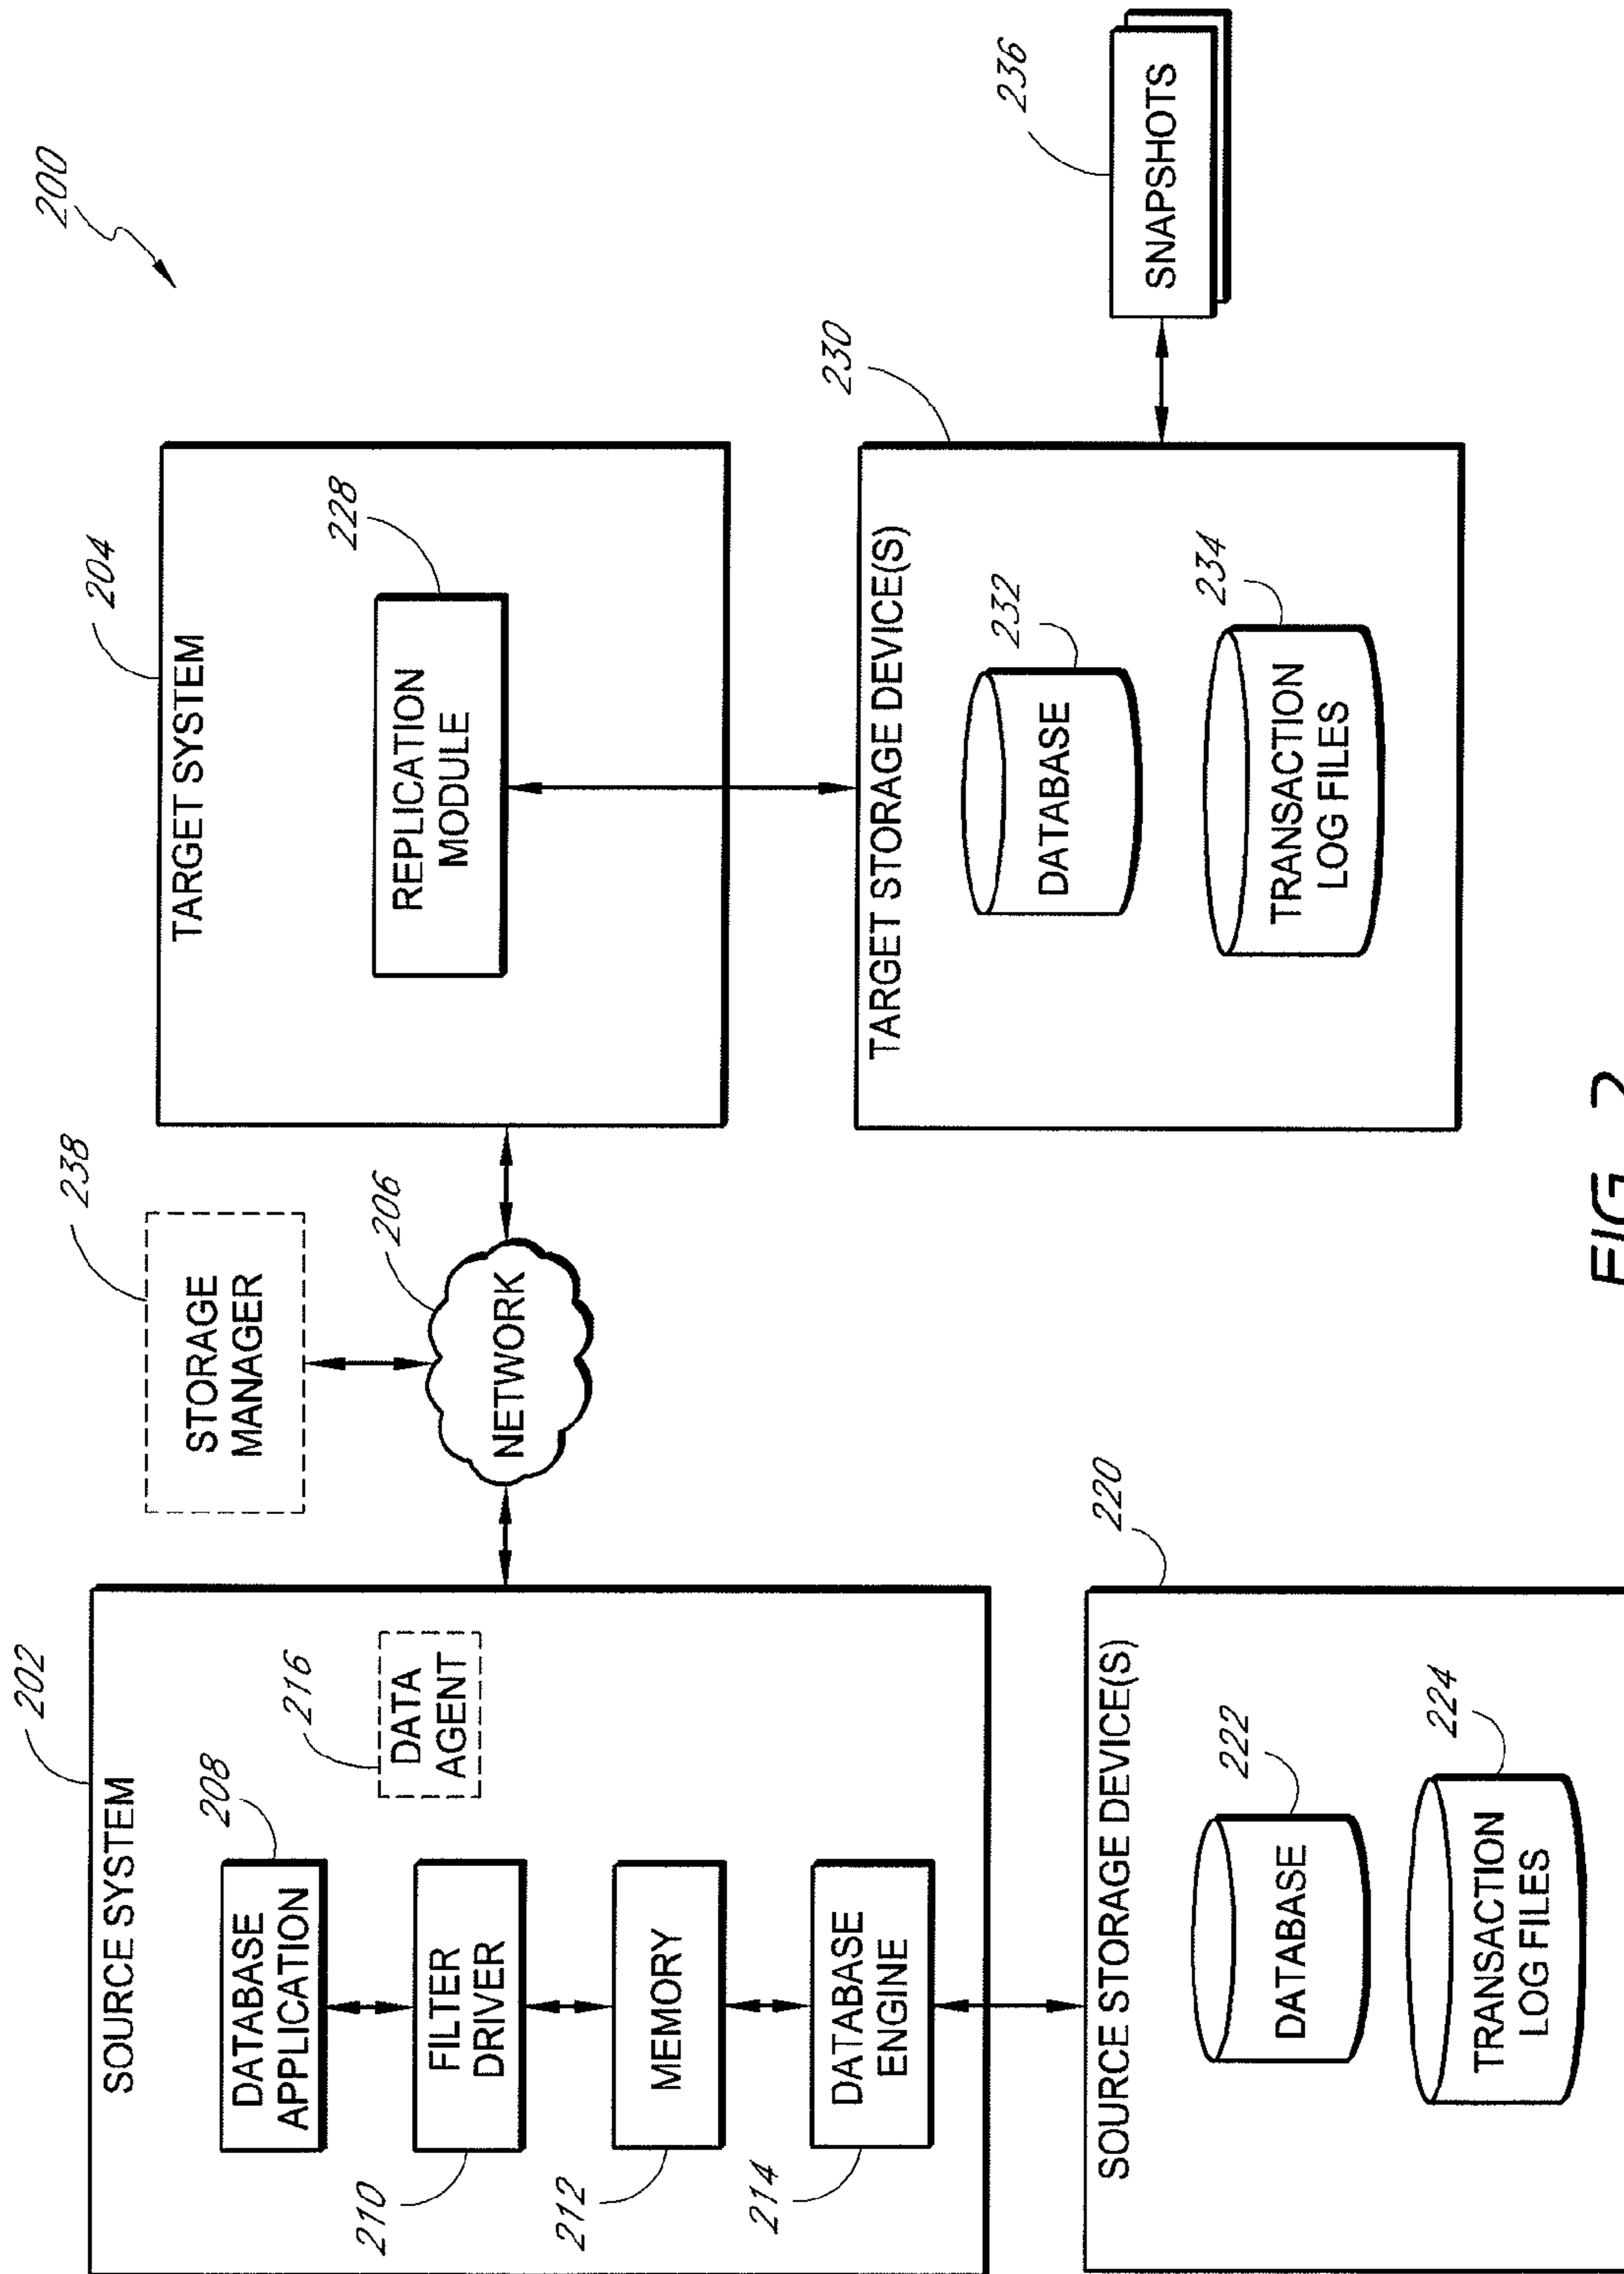 200
202
SOURCE SYSTEM
208
DATABASE
APPLICATION
210
FILTER
DRIVER
212
MEMORY
214
DATABASE
ENGINE
216
DATA
AGENT
238
STORAGE
MANAGER
206
NETWORK
204
TARGET SYSTEM
228
REPLICATION
MODULE
220
SOURCE STORAGE DEVICE(S)
222
DATABASE
224
TRANSACTION
LOG FILES
230
TARGET STORAGE DEVICE(S)
232
DATABASE
234
TRANSACTION
LOG FILES
236
SNAPSHOTS
FIG. 2